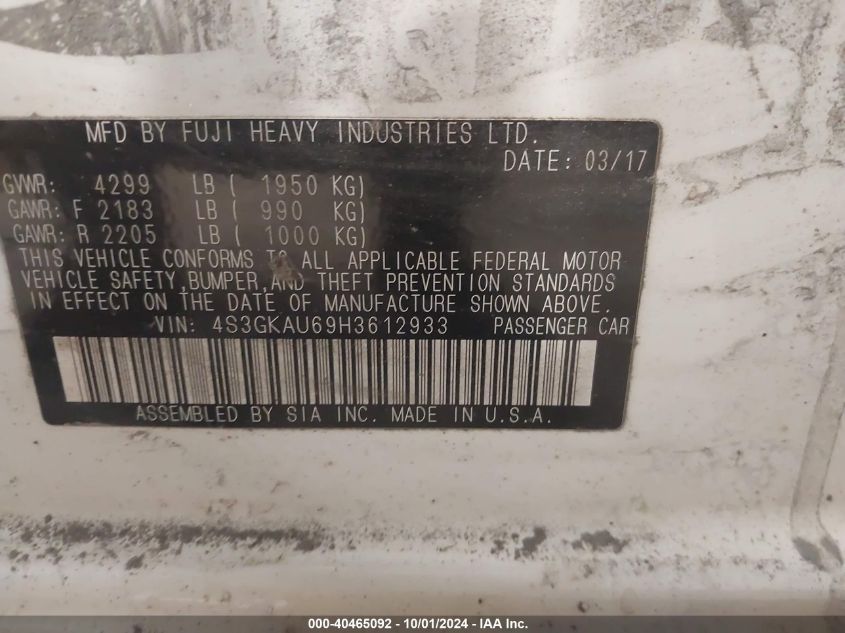 MFD BY FUJI HEAVY INDUSTRIES LTD.
DATE: 03/17
GVWR: 4299 LB ( 1950 KG)
GAWR: F 2183 LB ( 990 KG)
GAWR: R 2205 LB ( 1000 KG)
THIS VEHICLE CONFORMS TO ALL APPLICABLE FEDERAL MOTOR
VEHICLE SAFETY,BUMPER,AND THEFT PREVENTION STANDARDS
IN EFFECT ON THE DATE OF MANUFACTURE SHOWN ABOVE.
VIN: 4S3GKAU69H3612933 PASSENGER CAR
ASSEMBLED BY SIA INC. MADE IN U.S.A.
000-40465092 - 10/01/2024 - IAA Inc.